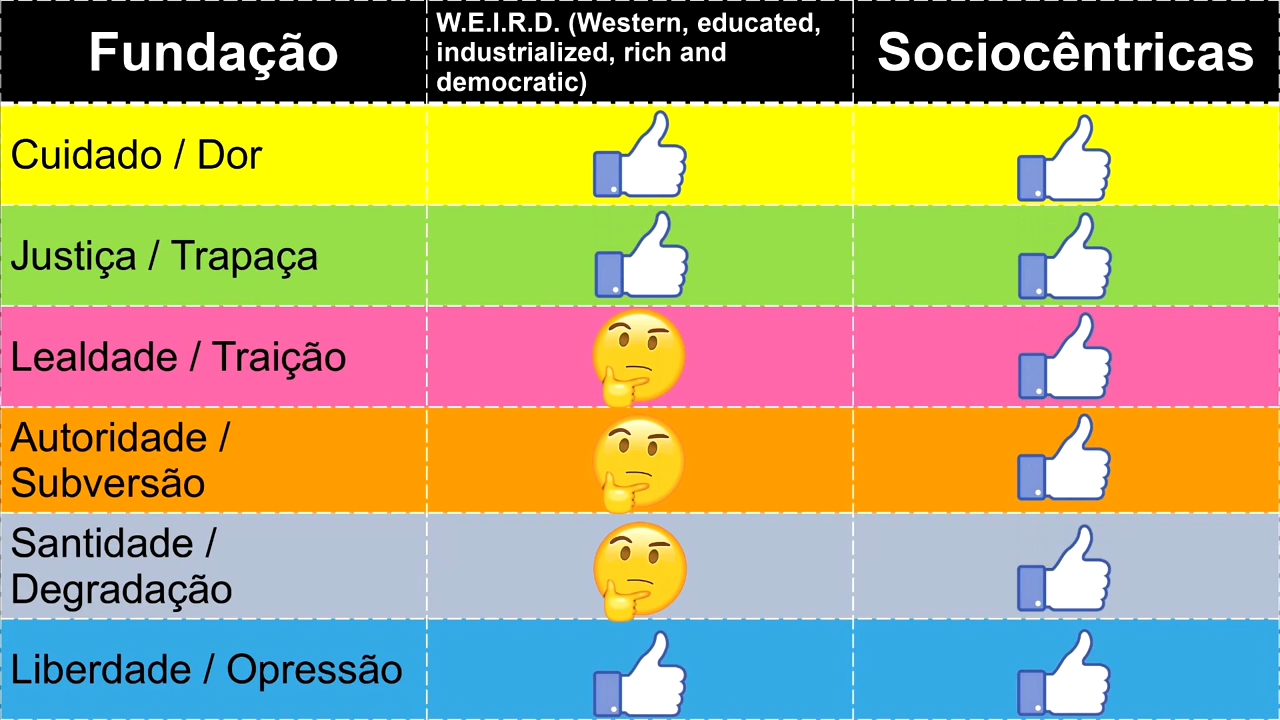 Fundação
W.E.I.R.D. (Western, educated,
industrialized, rich and
democratic)
Sociocêntricas
Cuidado / Dor
Justiça / Trapaça
Lealdade / Traição
Autoridade /
Subversão
Santidade /
Degradação
Liberdade / Opressão